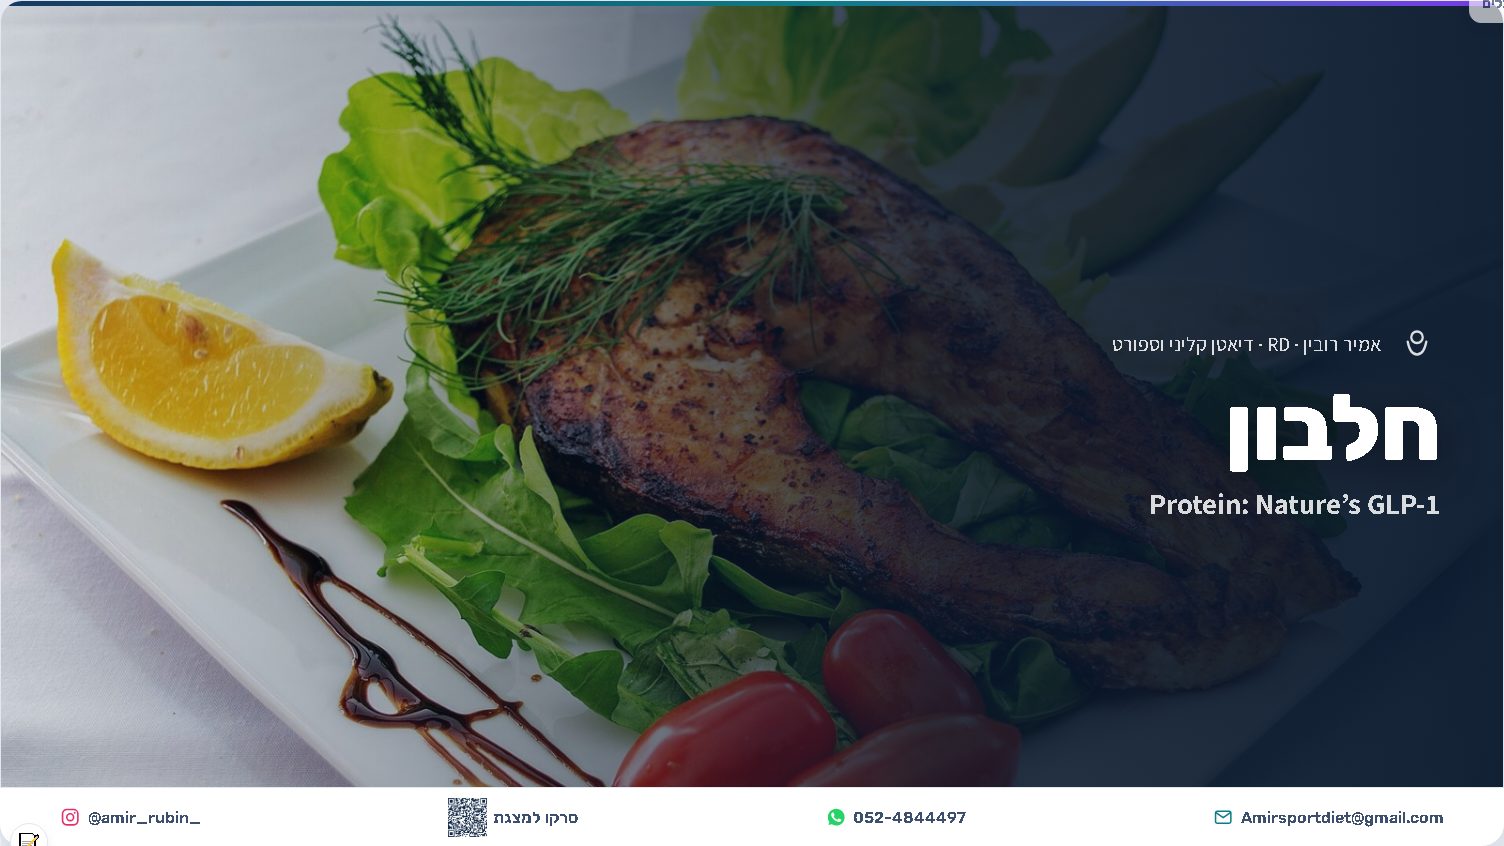 אמיר רובין · RD · דיאטן קליני וספורט
חלבון
Protein: Nature’s GLP-1
@amir_rubin_
סרקו למצגת
052-4844497
Amirsportdiet@gmail.com